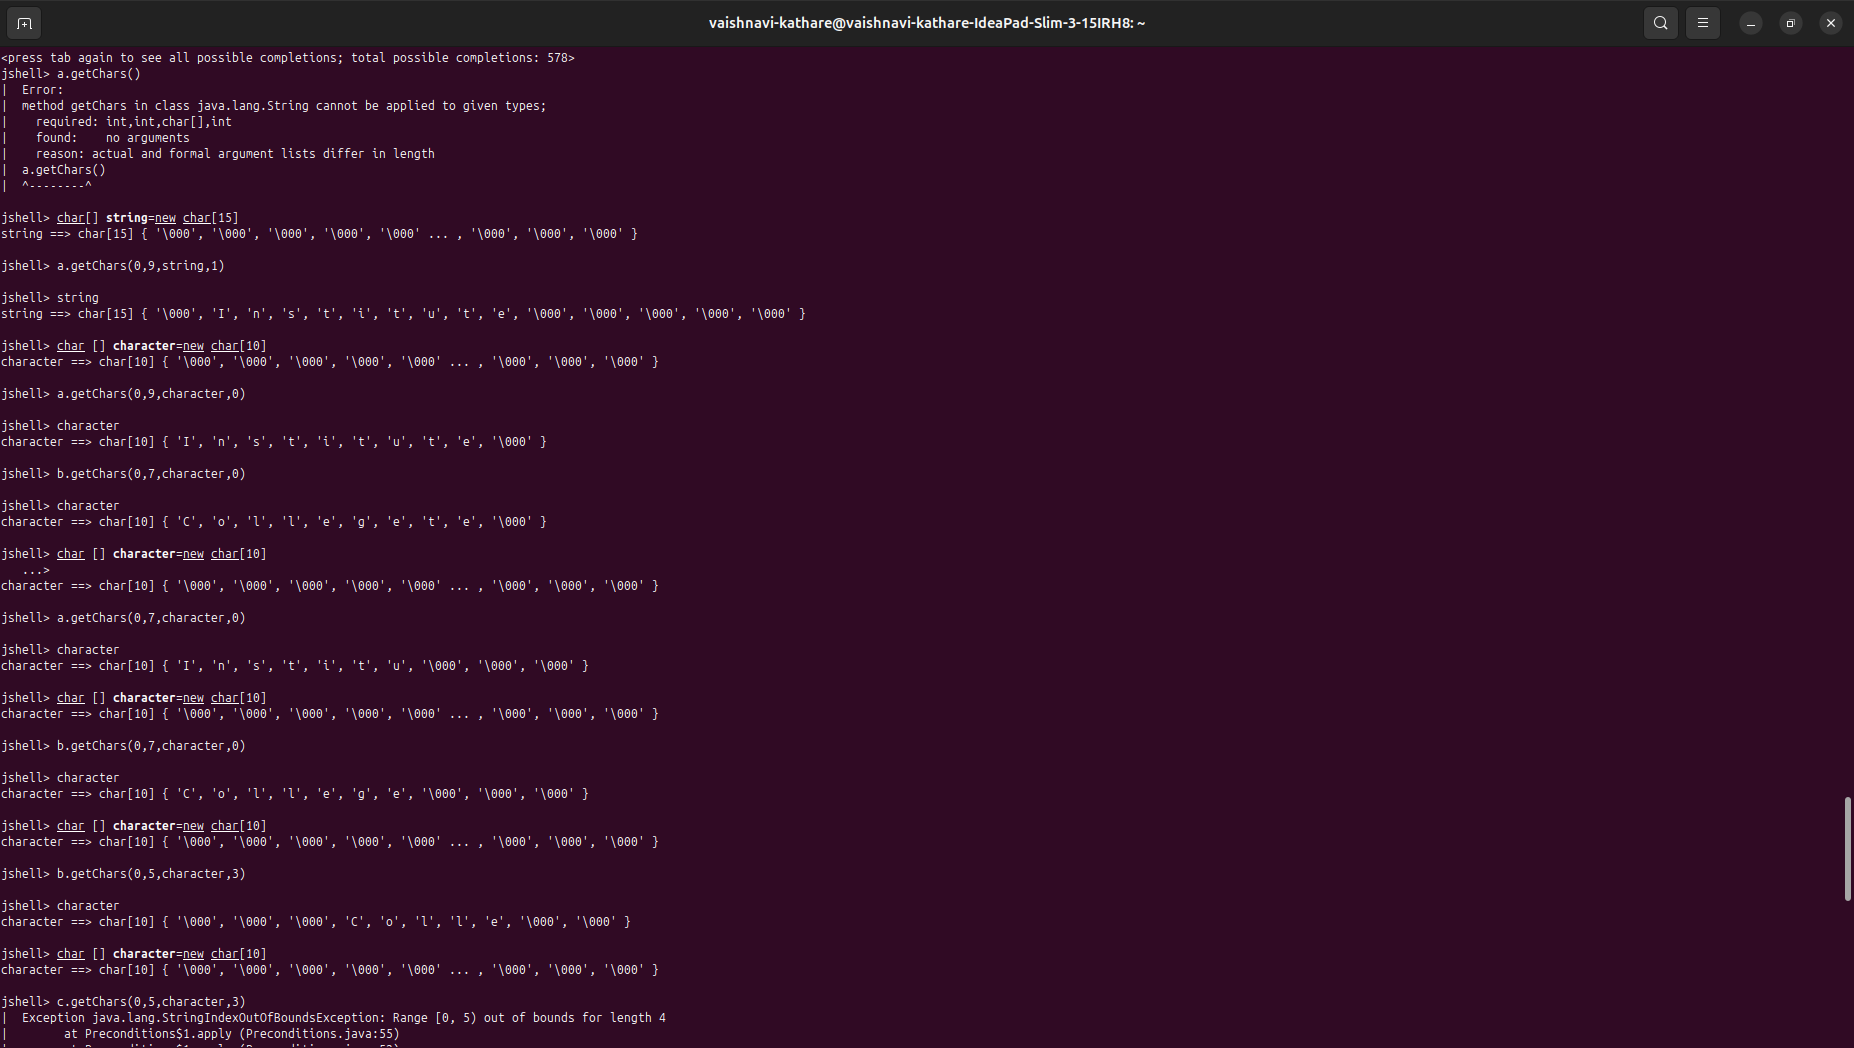 vaishnavi-kathare@vaishnavi-kathare-IdeaPad-Slim-3-15IRH8: ~
<press tab again to see all possible completions; total possible completions: 578>
jshell> a.getChars()
|  Error:
|  method getChars in class java.lang.String cannot be applied to given types;
|    required: int,int,char[],int
|    found:    no arguments
|    reason: actual and formal argument lists differ in length
|  a.getChars()
|  ^--------^
jshell> char[] string=new char[15]
string ==> char[15] { '\000', '\000', '\000', '\000', '\000' ... , '\000', '\000', '\000' }
jshell> a.getChars(0,9,string,1)
jshell> string
string ==> char[15] { '\000', 'I', 'n', 's', 't', 'i', 't', 'u', 't', 'e', '\000', '\000', '\000', '\000', '\000' }
jshell> char [] character=new char[10]
character ==> char[10] { '\000', '\000', '\000', '\000', '\000' ... , '\000', '\000', '\000' }
jshell> a.getChars(0,9,character,0)
jshell> character
character ==> char[10] { 'I', 'n', 's', 't', 'i', 't', 'u', 't', 'e', '\000' }
jshell> b.getChars(0,7,character,0)
jshell> character
character ==> char[10] { 'C', 'o', 'l', 'l', 'e', 'g', 'e', 't', 'e', '\000' }
jshell> char [] character=new char[10]
   ...>
character ==> char[10] { '\000', '\000', '\000', '\000', '\000' ... , '\000', '\000', '\000' }
jshell> a.getChars(0,7,character,0)
jshell> character
character ==> char[10] { 'I', 'n', 's', 't', 'i', 't', 'u', '\000', '\000', '\000' }
jshell> char [] character=new char[10]
character ==> char[10] { '\000', '\000', '\000', '\000', '\000' ... , '\000', '\000', '\000' }
jshell> b.getChars(0,7,character,0)
jshell> character
character ==> char[10] { 'C', 'o', 'l', 'l', 'e', 'g', 'e', '\000', '\000', '\000' }
jshell> char [] character=new char[10]
character ==> char[10] { '\000', '\000', '\000', '\000', '\000' ... , '\000', '\000', '\000' }
jshell> b.getChars(0,5,character,3)
jshell> character
character ==> char[10] { '\000', '\000', '\000', 'C', 'o', 'l', 'l', 'e', '\000', '\000' }
jshell> char [] character=new char[10]
character ==> char[10] { '\000', '\000', '\000', '\000', '\000' ... , '\000', '\000', '\000' }
jshell> c.getChars(0,5,character,3)
|  Exception java.lang.StringIndexOutOfBoundsException: Range [0, 5) out of bounds for length 4
|        at Preconditions$1.apply (Preconditions.java:55)